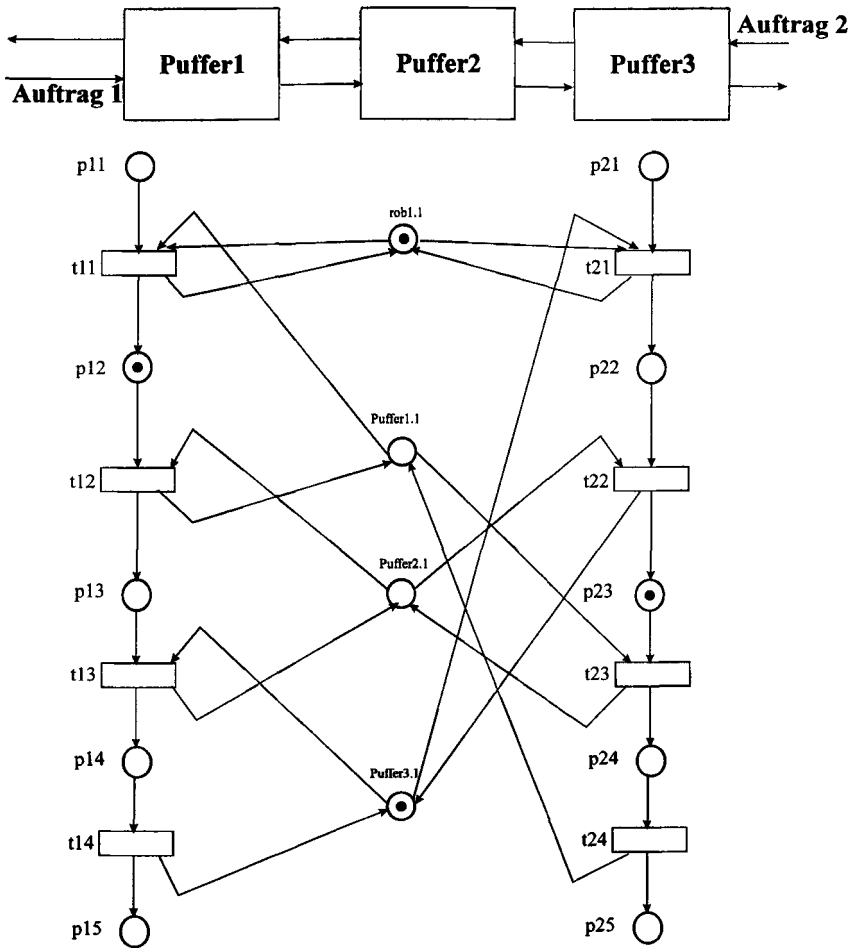 Auftrag 2
Puffer1
Puffer2
Puffer3
Auftrag 1
p11
p21
rob1.1
t11
t21
p12
p22
Puffer1.1
t12
t22
Puffer2.1
p13
p23
t13
t23
p14
Puffer3.1
p24
t14
t24
p15
p25